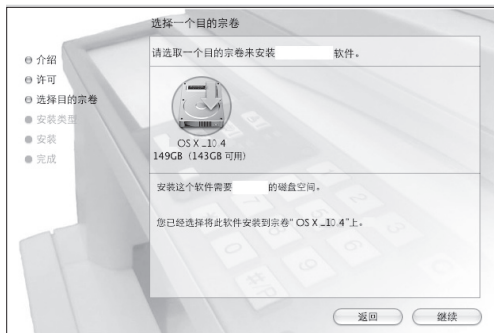 选择一个目的宗卷
请选取一个目的宗卷来安装 软件。
介绍
许可
选择目的宗卷
安装类型
安装
完成
OS X _10.4
149GB (143GB 可用)
安装这个软件需要 的磁盘空间。
您已经选择将此软件安装到宗卷“OS X _10.4”上。
返回
继续